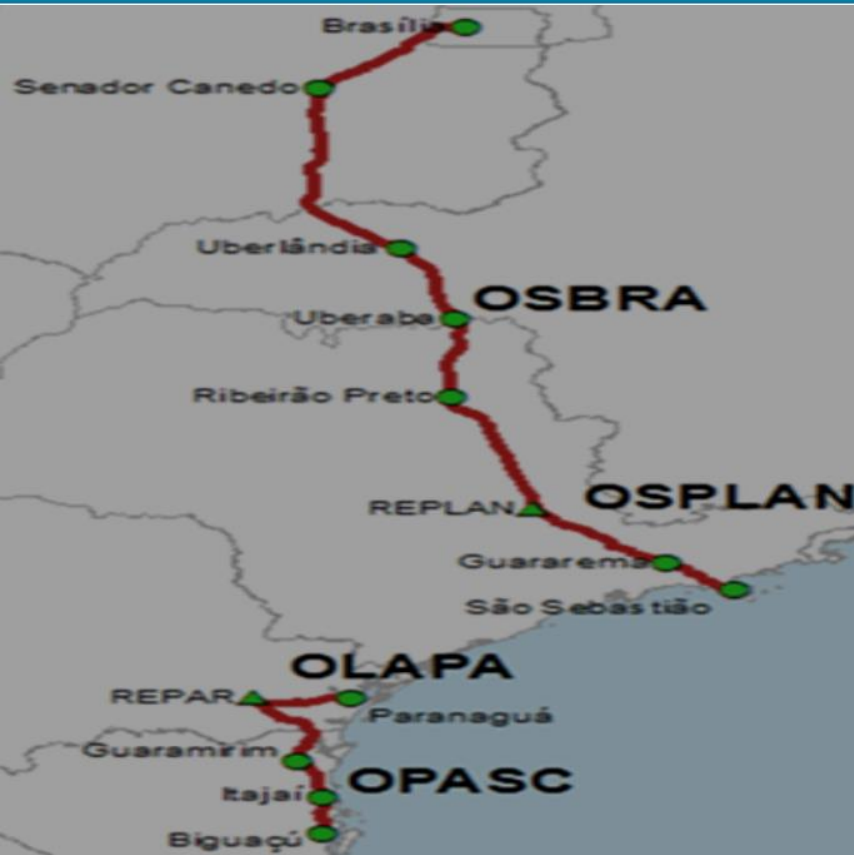 Brasília
Senador Canedo
Uberlândia
OSBRA
Uberaba
Ribeirão Preto
OSPLAN
REPLAN
Guararema
São Sebastião
OLAPA
REPAR
Paranaguá
Guaramirim
OPASC
Itajaí
Biguaçú